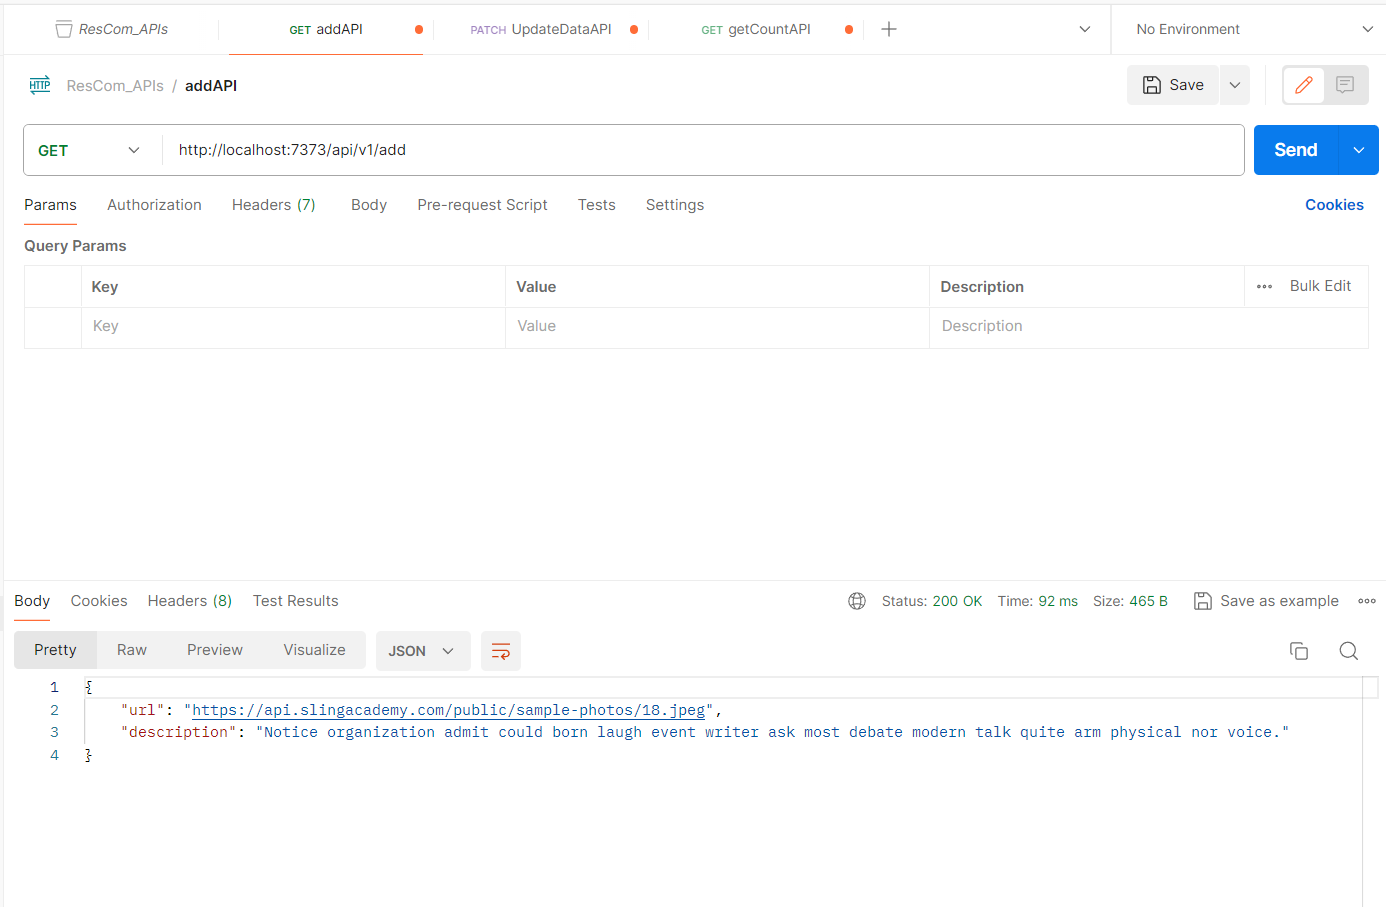 ResCom_APIs GET addAPI PATCH UpdateDataAPI GET getCountAPI No Environment
HTTP ResCom_APIs / addAPI Save
GET http://localhost:7373/api/v1/add Send
Params Authorization Headers (7) Body Pre-request Script Tests Settings Cookies
Query Params
Key Value Description Bulk Edit
Key Value Description
Body Cookies Headers (8) Test Results Status: 200 OK Time: 92 ms Size: 465 B Save as example
Pretty Raw Preview Visualize JSON
1 {
2 "url": "https://api.slingacademy.com/public/sample-photos/18.jpeg",
3 "description": "Notice organization admit could born laugh event writer ask most debate modern talk quite arm physical nor voice."
4 }